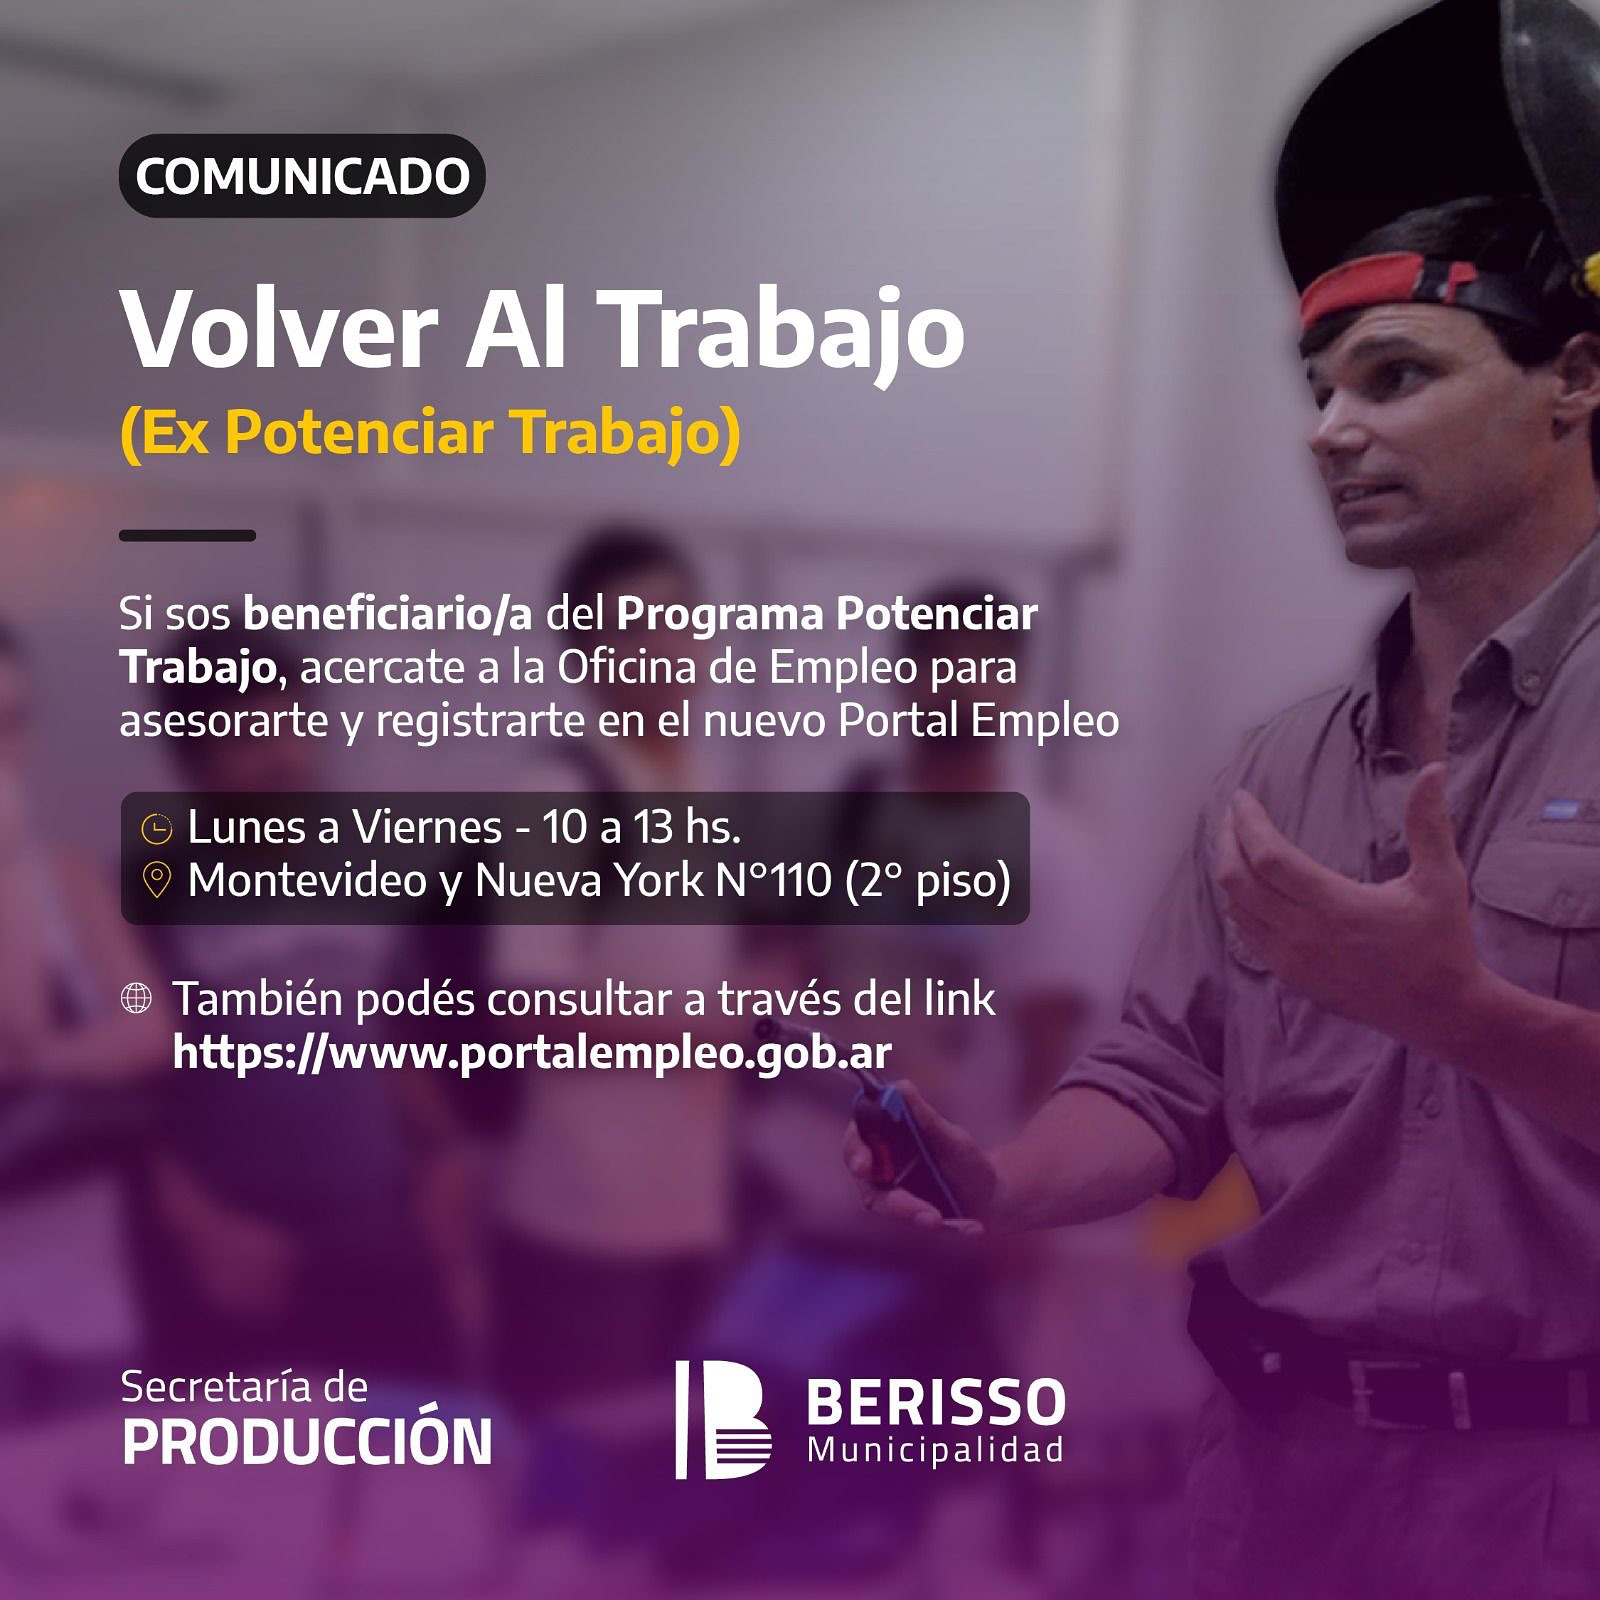 COMUNICADO
Volver Al Trabajo
(Ex Potenciar Trabajo)
Si sos beneficiario/a del Programa Potenciar
Trabajo, acercate a la Oficina de Empleo para
asesorarte y registrarte en el nuevo Portal Empleo
Lunes a Viernes - 10 a 13 hs.
Montevideo y Nueva York N°110 (2° piso)
También podés consultar a través del link
https://www.portalempleo.gob.ar
Secretaría de
PRODUCCIÓN
BERISSO
Municipalidad